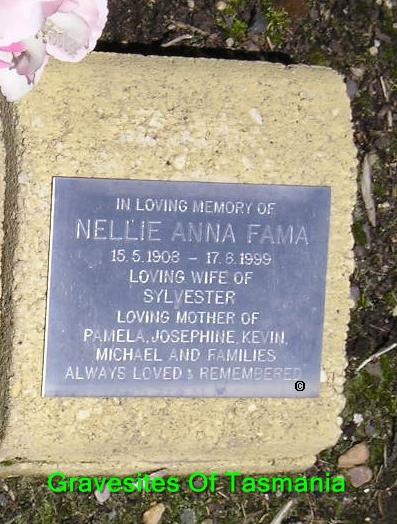 IN LOVING MEMORY OF
NELLIE ANNA FAMA
15.5.1908 - 17.8.1999
LOVING WIFE OF
SYLVESTER
LOVING MOTHER OF
PAMELA, JOSEPHINE, KEVIN,
MICHAEL AND FAMILIES
ALWAYS LOVED & REMEMBERED
©
Gravesites Of Tasmania